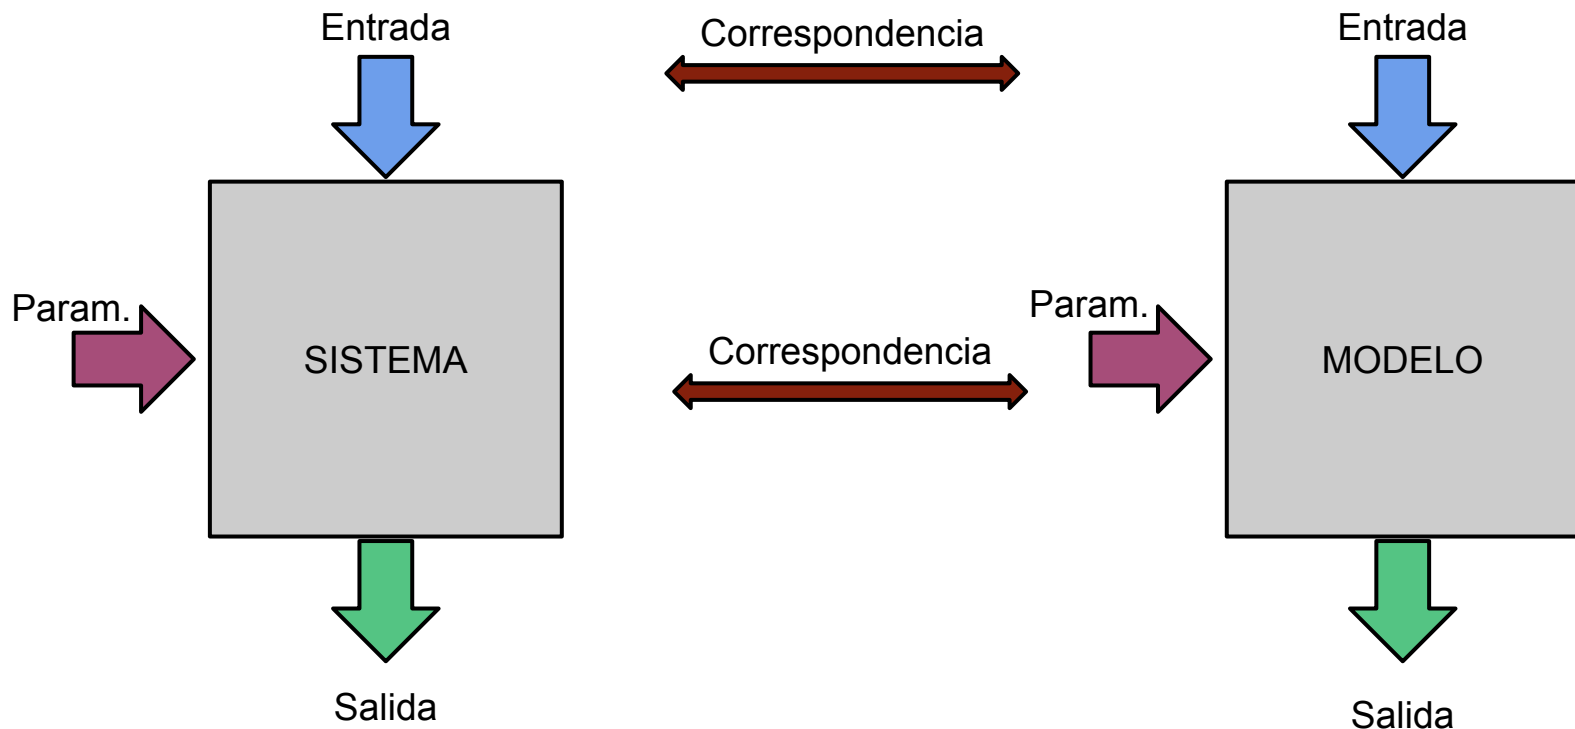 Entrada
Correspondencia
Entrada
Param.
SISTEMA
Correspondencia
Param.
MODELO
Salida
Salida